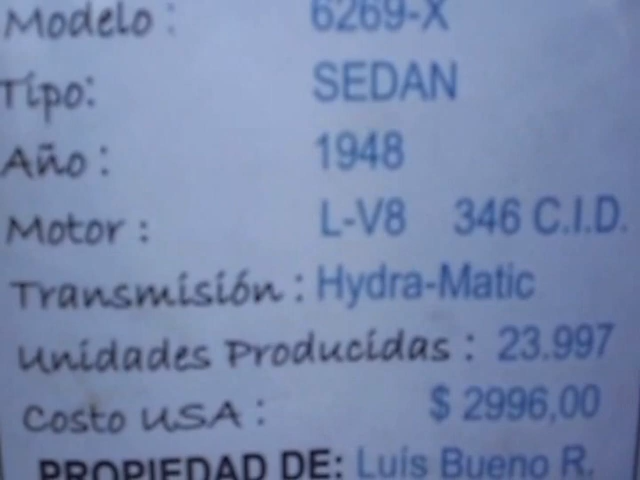 Modelo : 6269-X
Tipo: SEDAN
Año : 1948
Motor : L-V8 346 C.I.D.
Transmisión : Hydra-Matic
Unidades Producidas : 23.997
Costo USA : $ 2996,00
PROPIEDAD DE: Luis Bueno R.